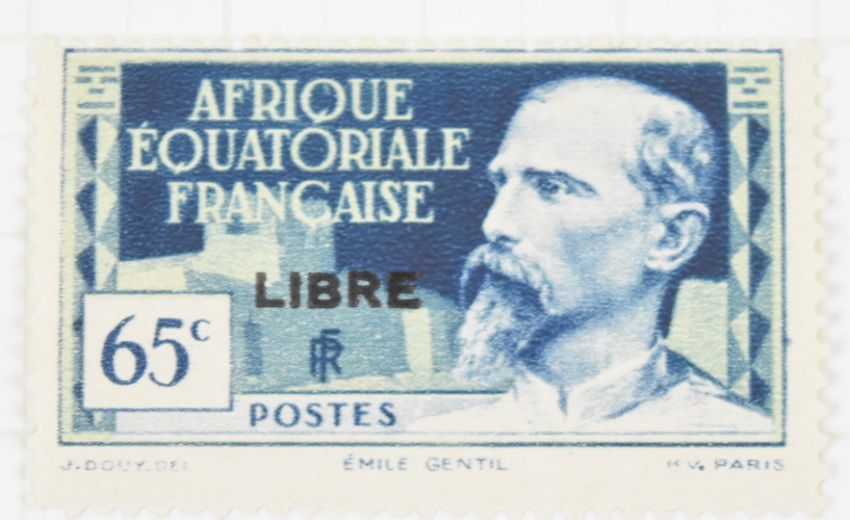 AFRIQUE
ÉQUATORIALE
FRANÇAISE
LIBRE
65c
RF
POSTES
J. DOUY. DEL
ÉMILE GENTIL
H. V. PARIS